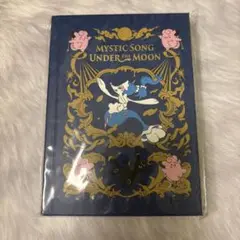 MYSTIC SONG
UNDER THE MOON